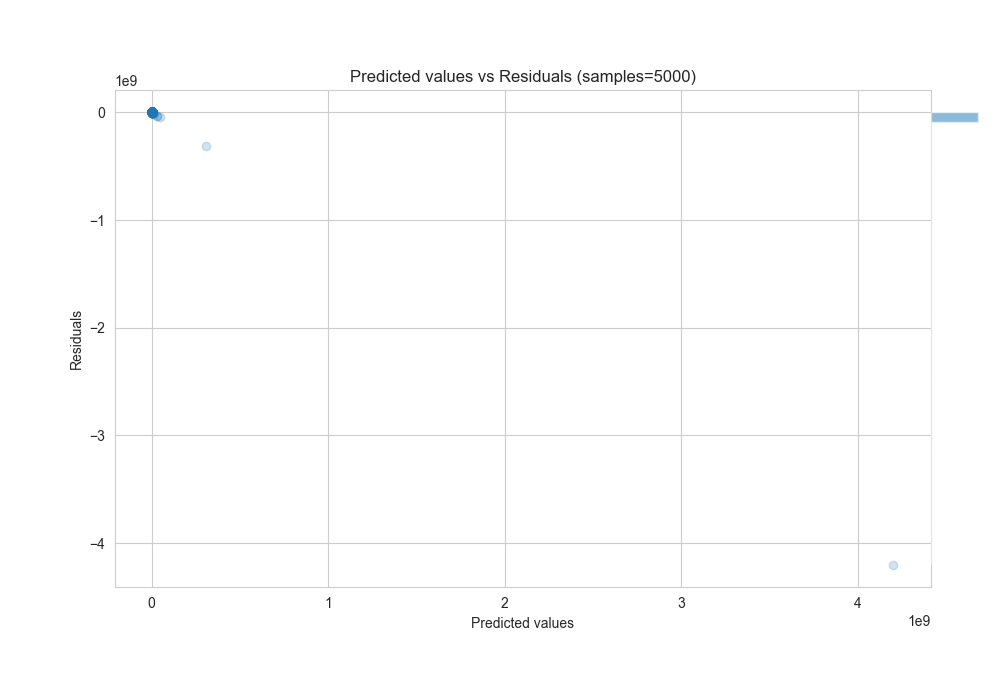 Predicted values vs Residuals (samples=5000)
1e9
0
−1
−2
−3
−4
Residuals
0 1 2 3 4
1e9
Predicted values